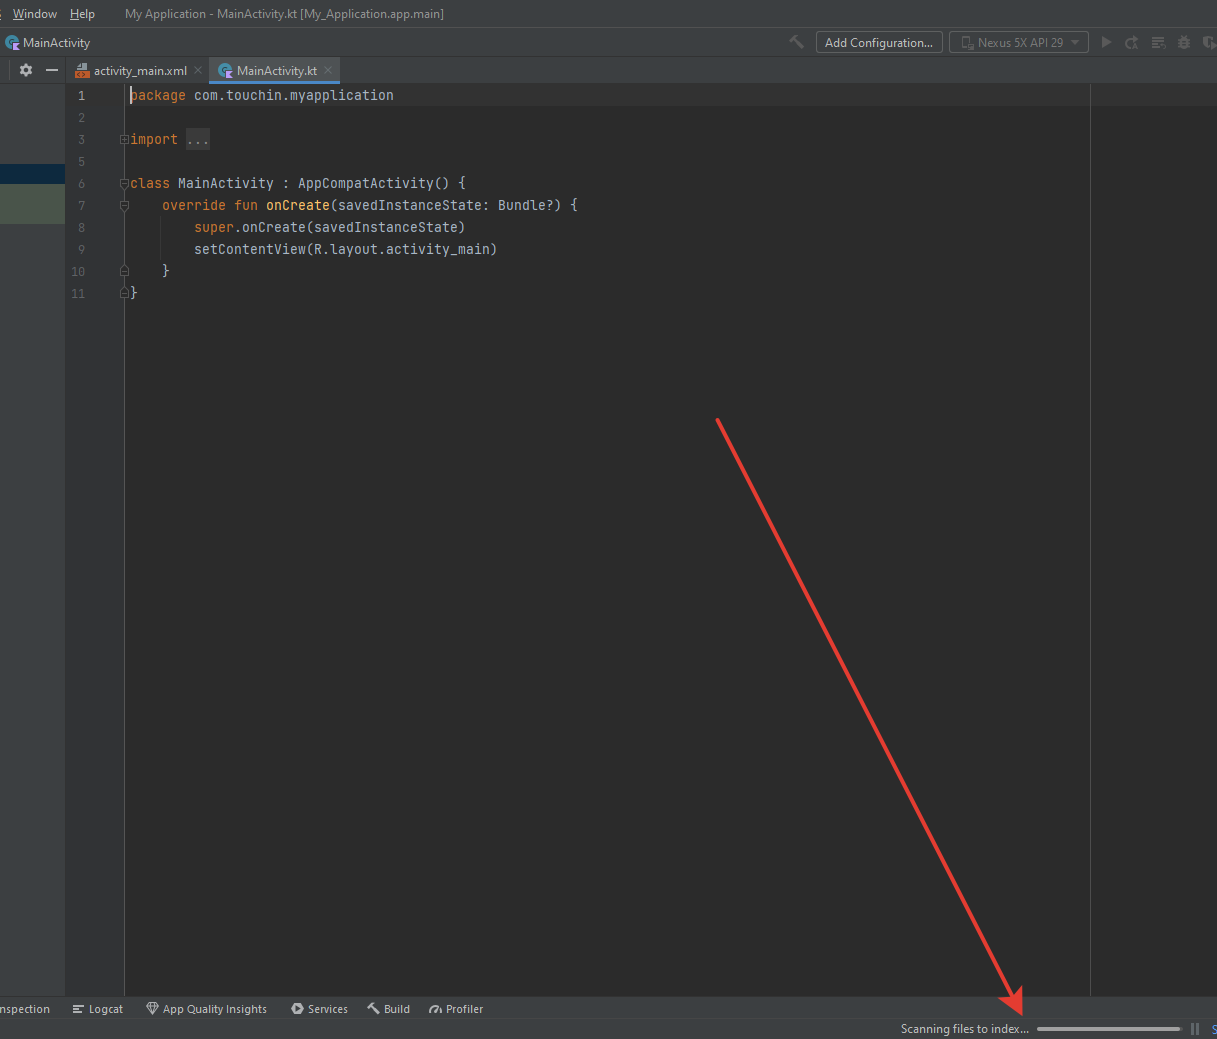 Window Help My Application - MainActivity.kt [My_Application.app.main]
MainActivity Add Configuration... Nexus 5X API 29
activity_main.xml MainActivity.kt
1 package com.touchin.myapplication
2
3 import ...
5
6 class MainActivity : AppCompatActivity() {
7 override fun onCreate(savedInstanceState: Bundle?) {
8 super.onCreate(savedInstanceState)
9 setContentView(R.layout.activity_main)
10 }
11 }
nspection Logcat App Quality Insights Services Build Profiler
Scanning files to index... S